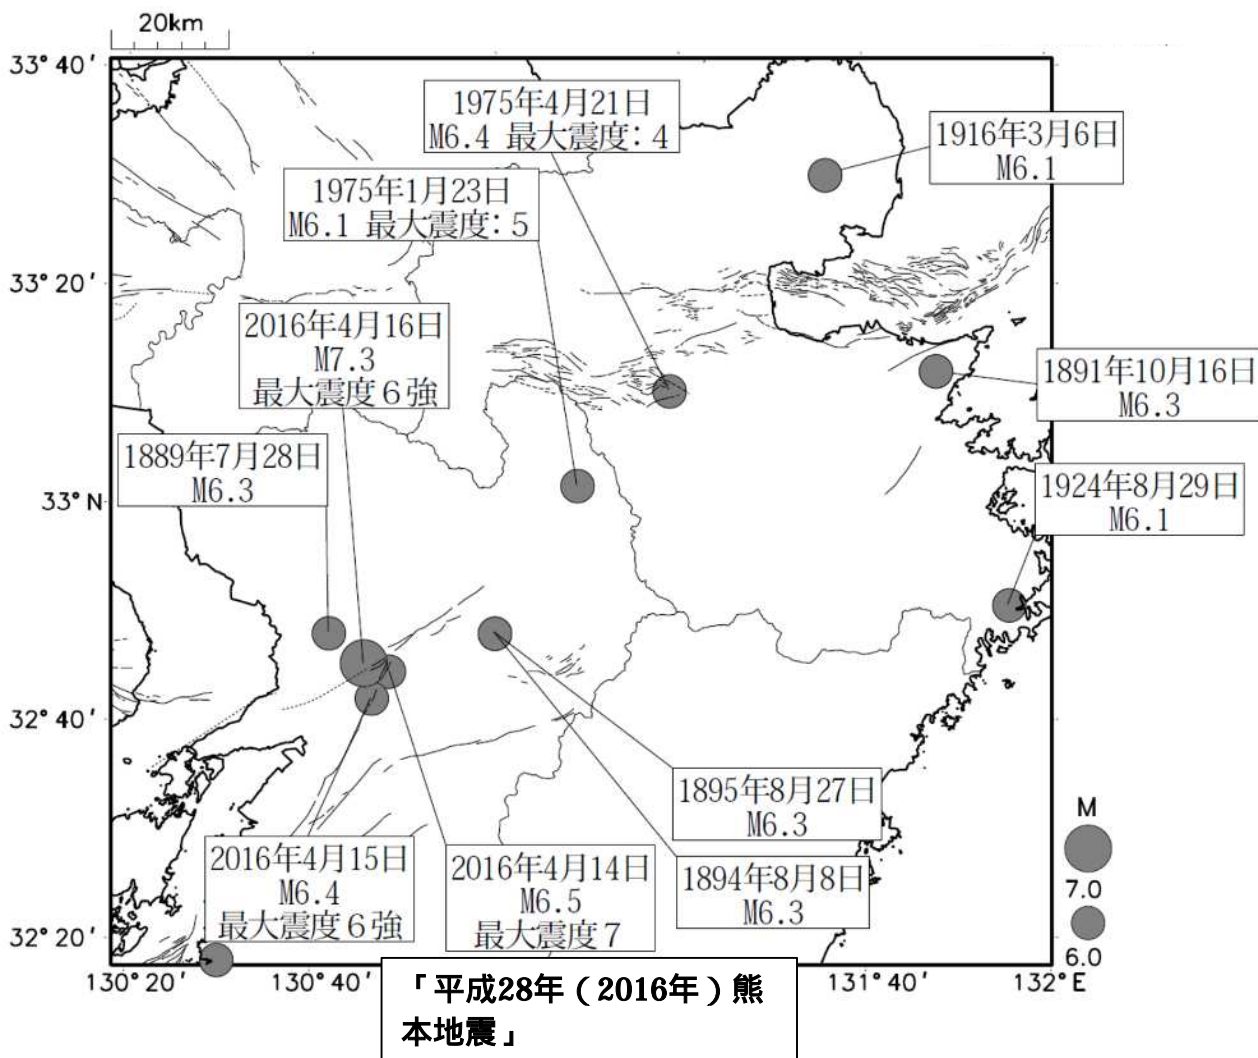 20km
33°40′
1975年4月21日
M6.4 最大震度：4
1916年3月6日
M6.1
1975年1月23日
M6.1 最大震度：5
33°20′
2016年4月16日
M7.3
最大震度６強
1891年10月16日
M6.3
1889年7月28日
M6.3
1924年8月29日
M6.1
33°N
32°40′
1895年8月27日
M6.3
1894年8月8日
M6.3
2016年4月15日
M6.4
最大震度６強
2016年4月14日
M6.5
最大震度７
M
7.0
6.0
32°20′
130°20′
130°40′
131°40′
132°E
「平成28年（2016年）熊
本地震」